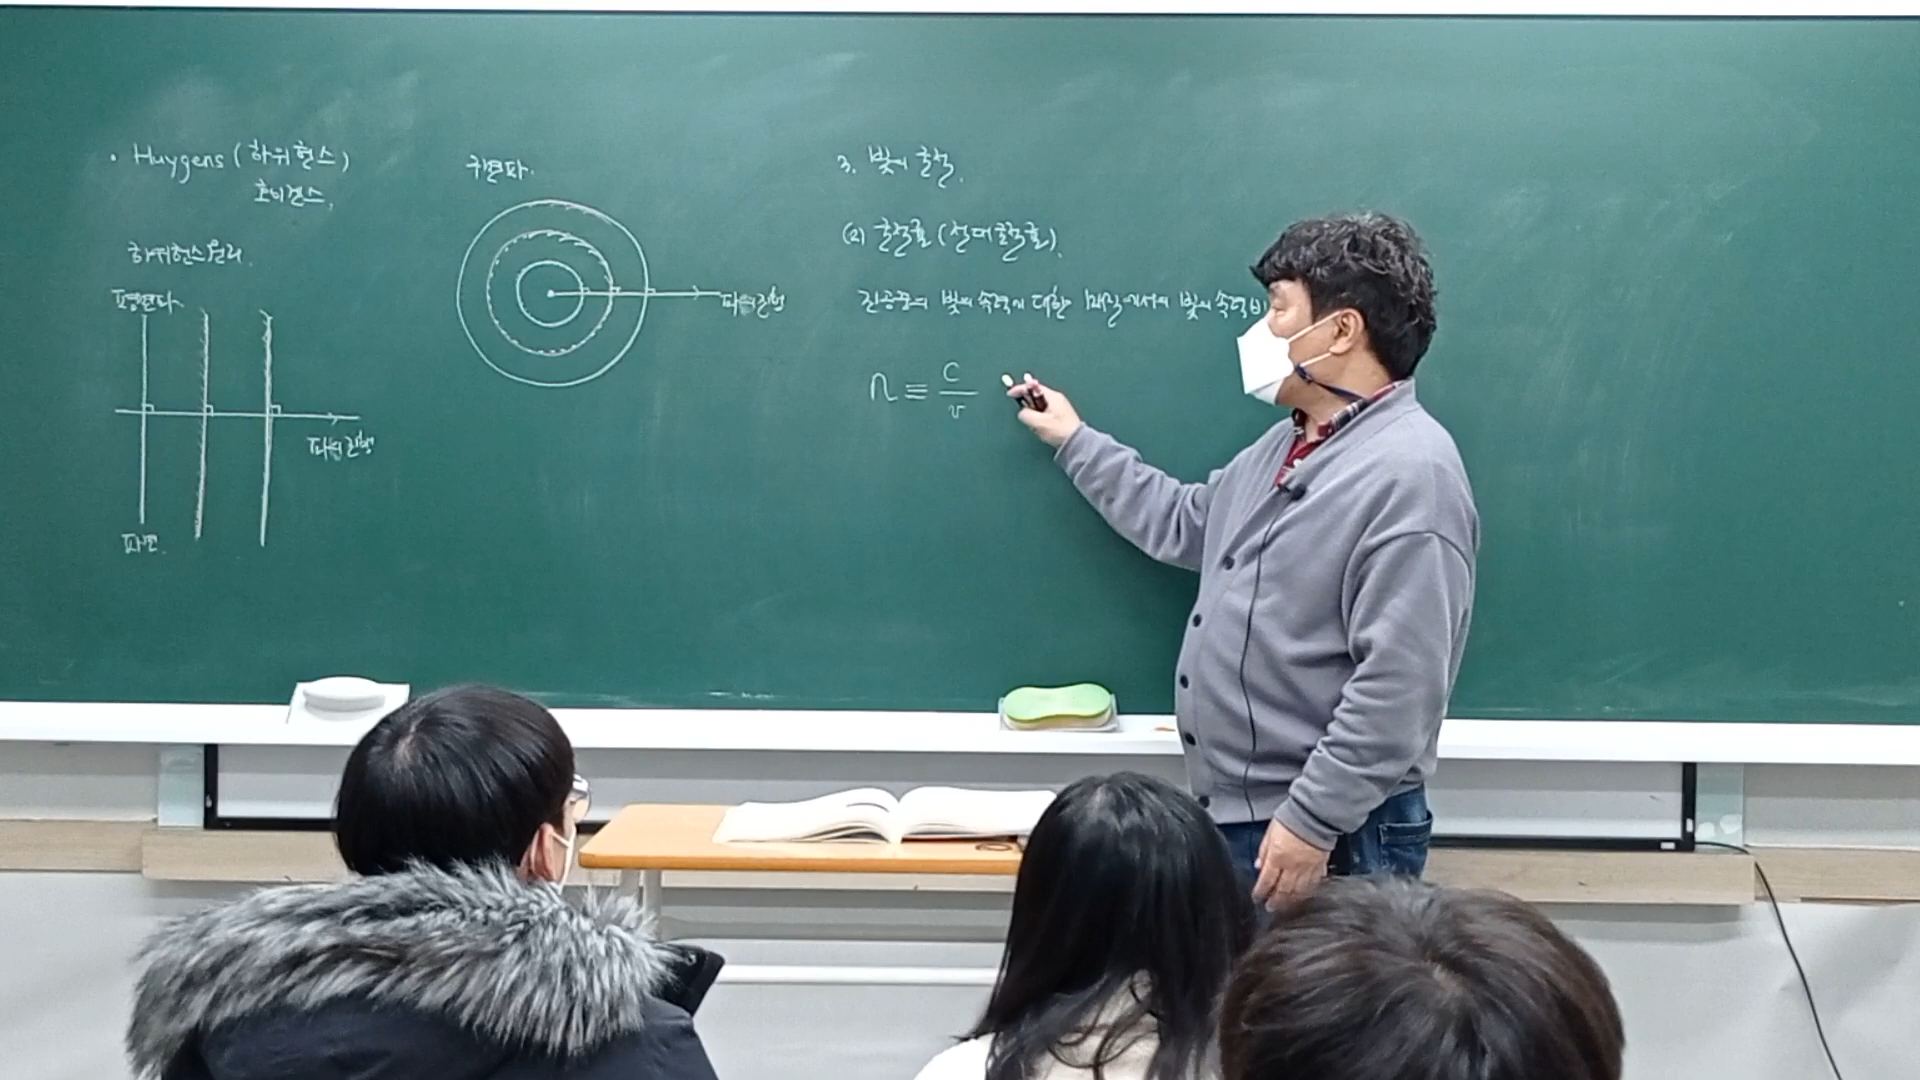 · Huygens (하위헌스)
호이겐스,
하위헌스 원리.
평면파
파의 진행
파면.
구면파.
파의 진행
3. 빛의 굴절.
(2) 굴절률 (절대굴절률).
진공중의 빛의 속력에 대한 매질에서의 빛의 속력비
n ≡ c/v